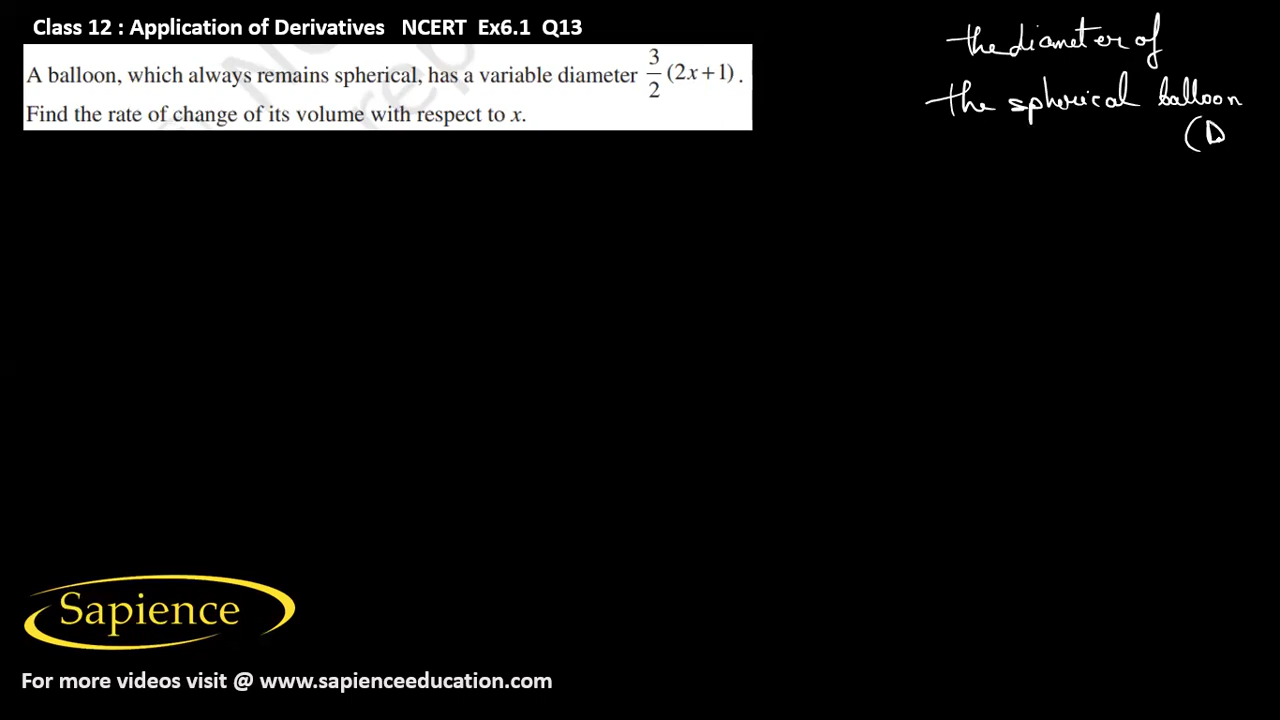 Class 12 : Application of Derivatives NCERT Ex6.1 Q13
A balloon, which always remains spherical, has a variable diameter 3/2 (2x+1).
Find the rate of change of its volume with respect to x.
the diameter of
the spherical balloon
(D
Sapience
For more videos visit @ www.sapienceeducation.com